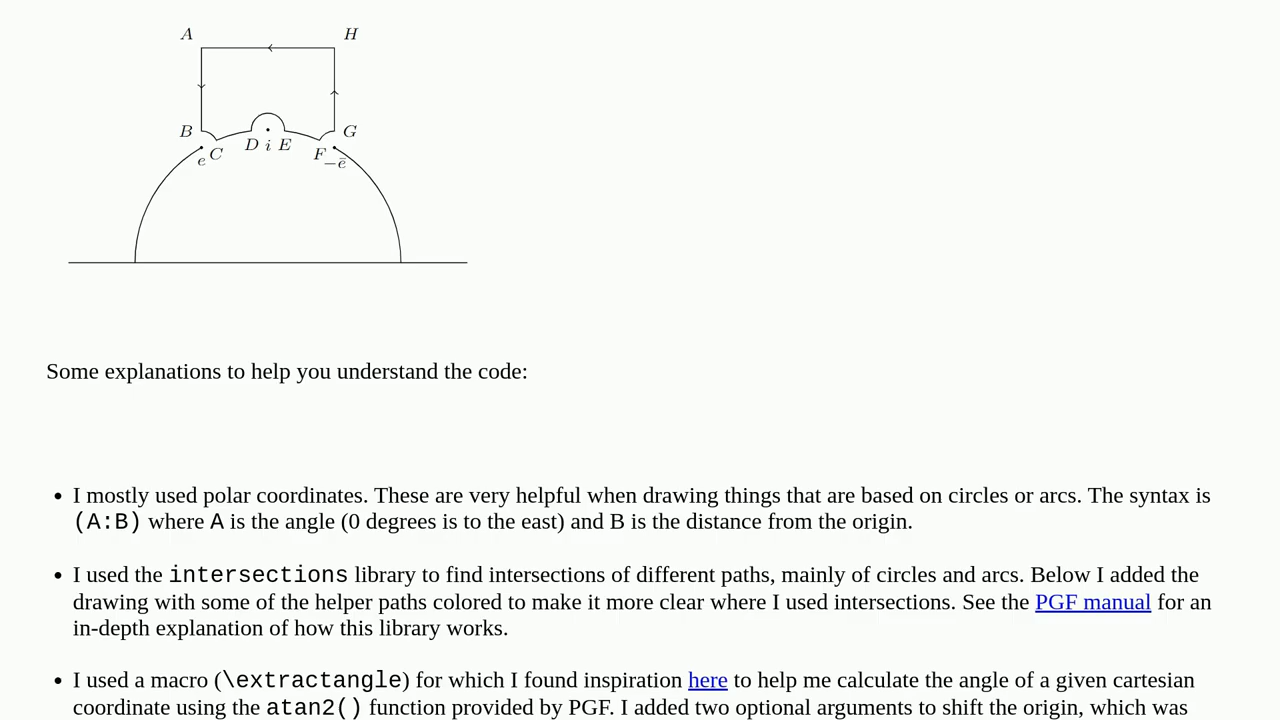 A H
B G
D i E
e C F −ē
Some explanations to help you understand the code:
• I mostly used polar coordinates. These are very helpful when drawing things that are based on circles or arcs. The syntax is
(A:B) where A is the angle (0 degrees is to the east) and B is the distance from the origin.
• I used the intersections library to find intersections of different paths, mainly of circles and arcs. Below I added the
drawing with some of the helper paths colored to make it more clear where I used intersections. See the PGF manual for an
in-depth explanation of how this library works.
• I used a macro (\extractangle) for which I found inspiration here to help me calculate the angle of a given cartesian
coordinate using the atan2() function provided by PGF. I added two optional arguments to shift the origin, which was